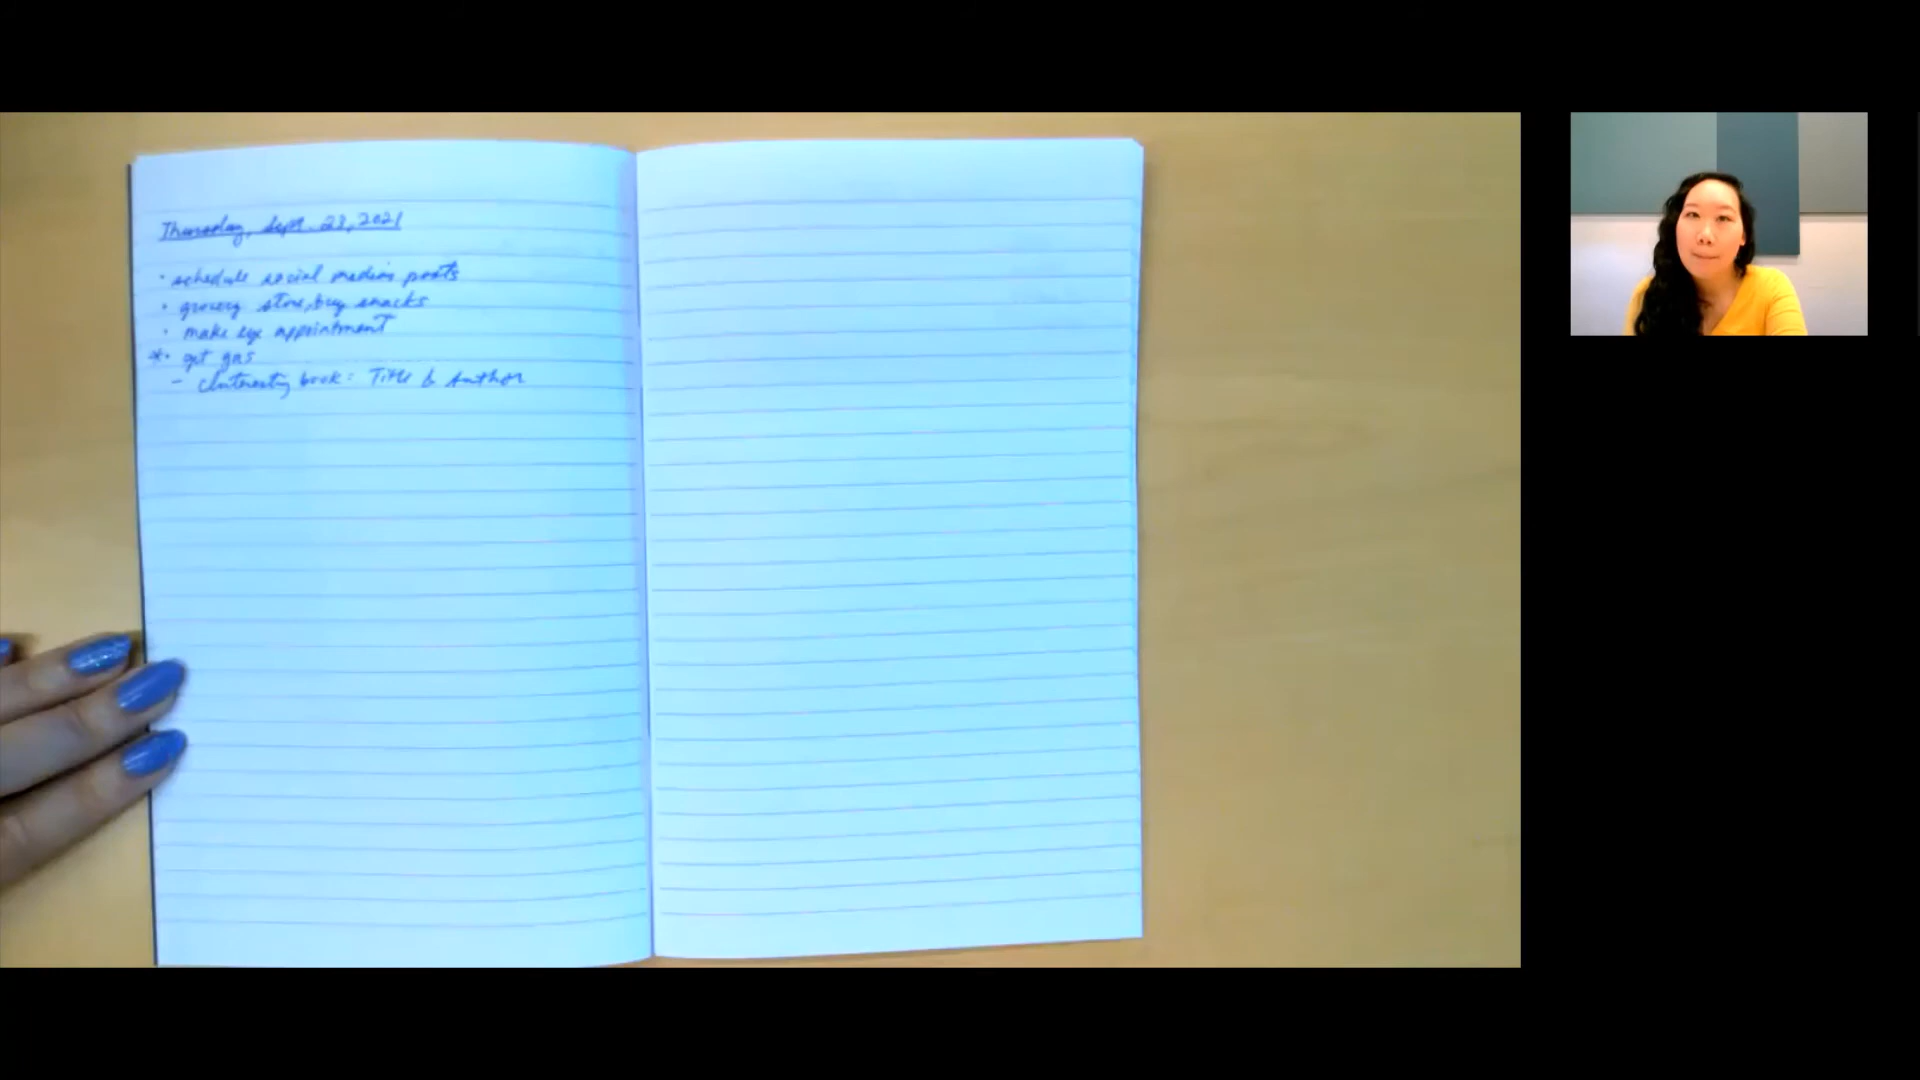 Thursday, Sept. 23, 2021
• schedule social media posts
• grocery store, buy snacks
• make eye appointment
*• get gas
– Interesting book: Title & Author